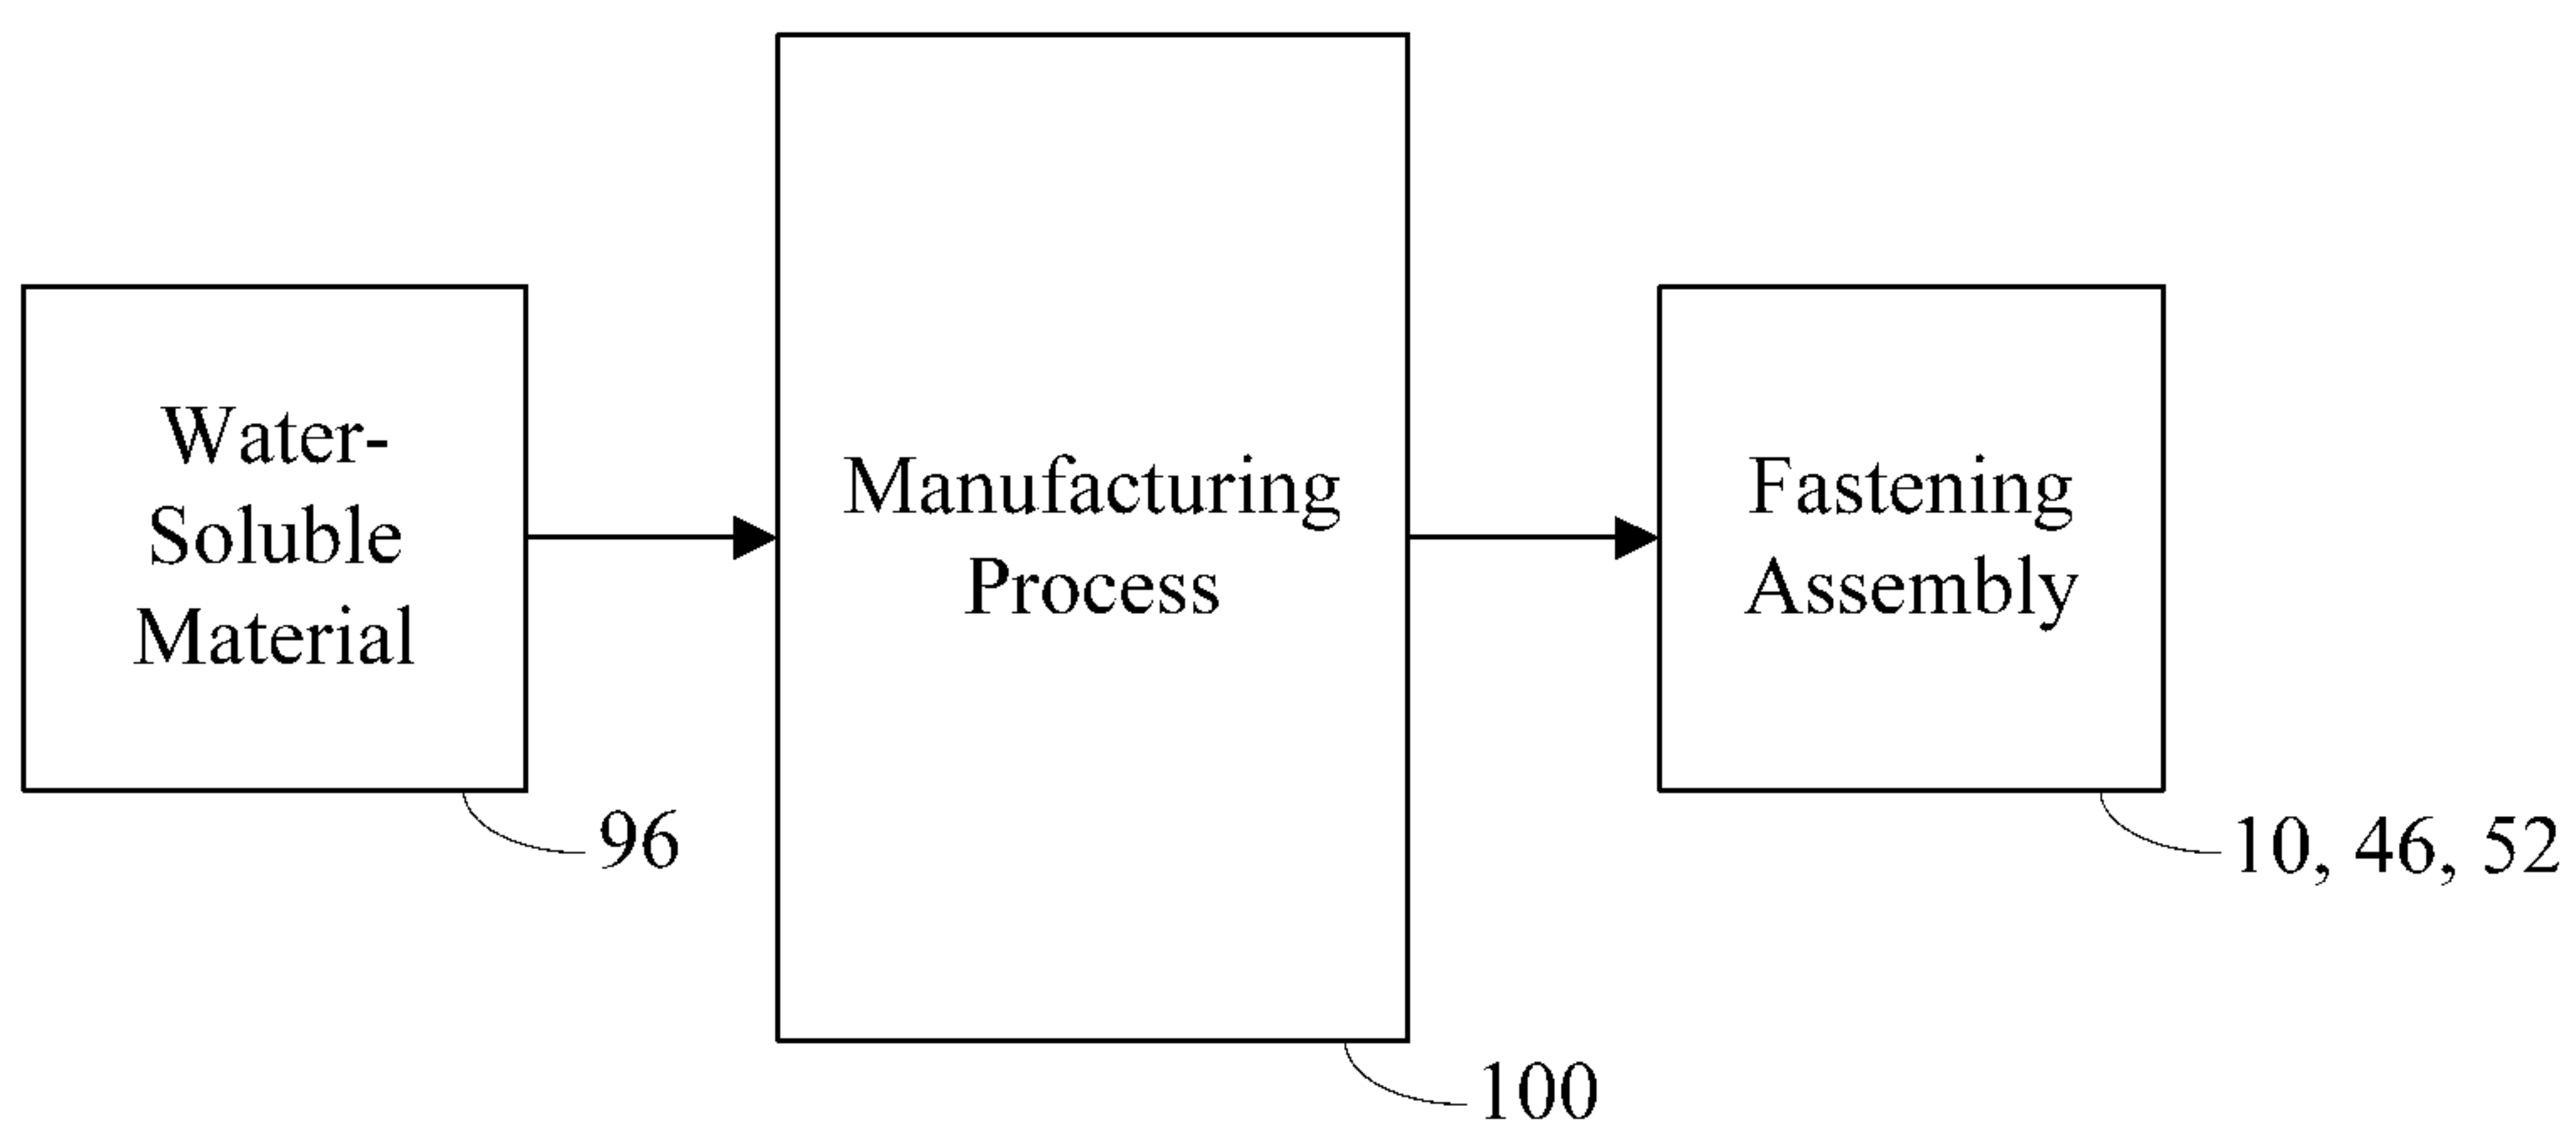 Water-
Soluble
Material
96
Manufacturing
Process
100
Fastening
Assembly
10, 46, 52